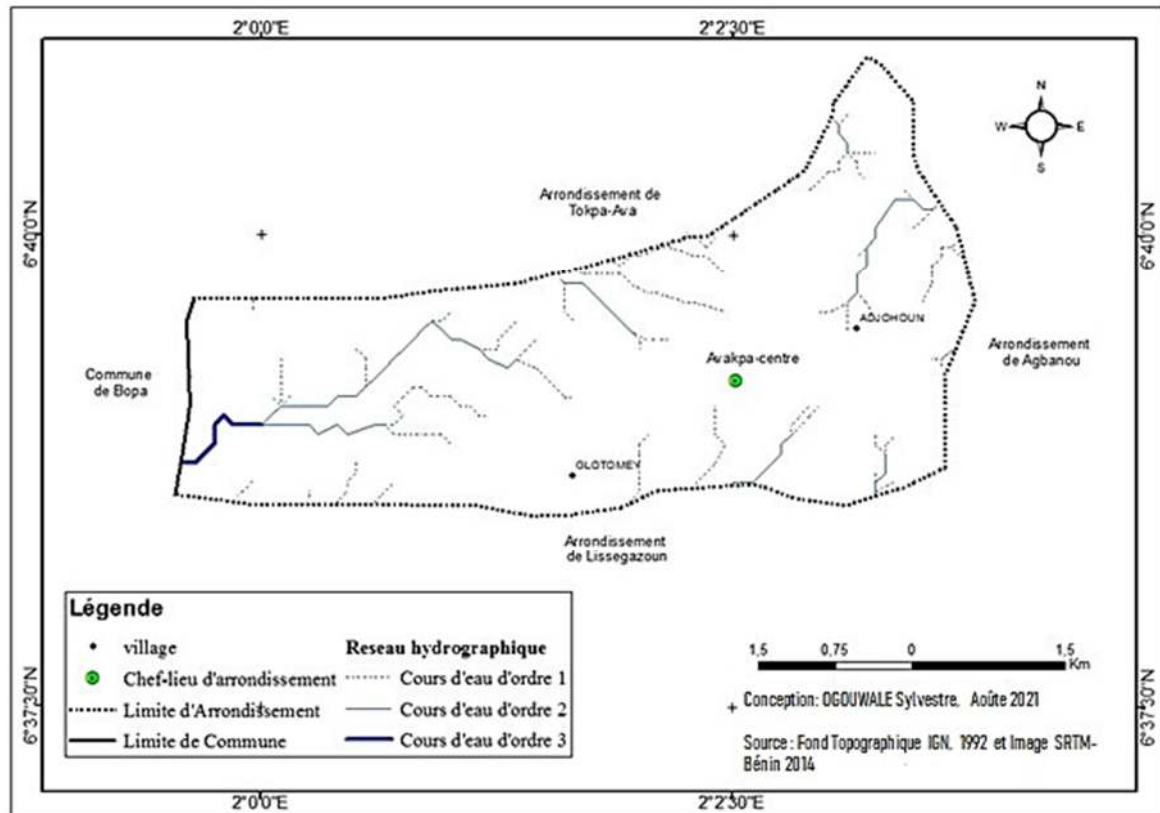 2°0'0"E
2°2'30"E
N
W
E
S
Arrondissement de
Tokpa-Ava
6°40'0"N
6°40'0"N
ADJOHOUN
Arrondissement
de Agbanou
Avakpa-centre
Commune
de Bopa
GLOTOMEY
Arrondissement
de Lissegazoun
Légende
village
Chef-lieu d'arrondissement
Limite d'Arrondissement
Limite de Commune
Reseau hydrographique
Cours d'eau d'ordre 1
Cours d'eau d'ordre 2
Cours d'eau d'ordre 3
1,5 0,75 0 1,5
Km
Conception: OGOUWALE Sylvestre, Aoûte 2021
Source : Fond Topographique IGN, 1992 et Image SRTM-
Bénin 2014
6°37'30"N
6°37'30"N
2°0'0"E
2°2'30"E